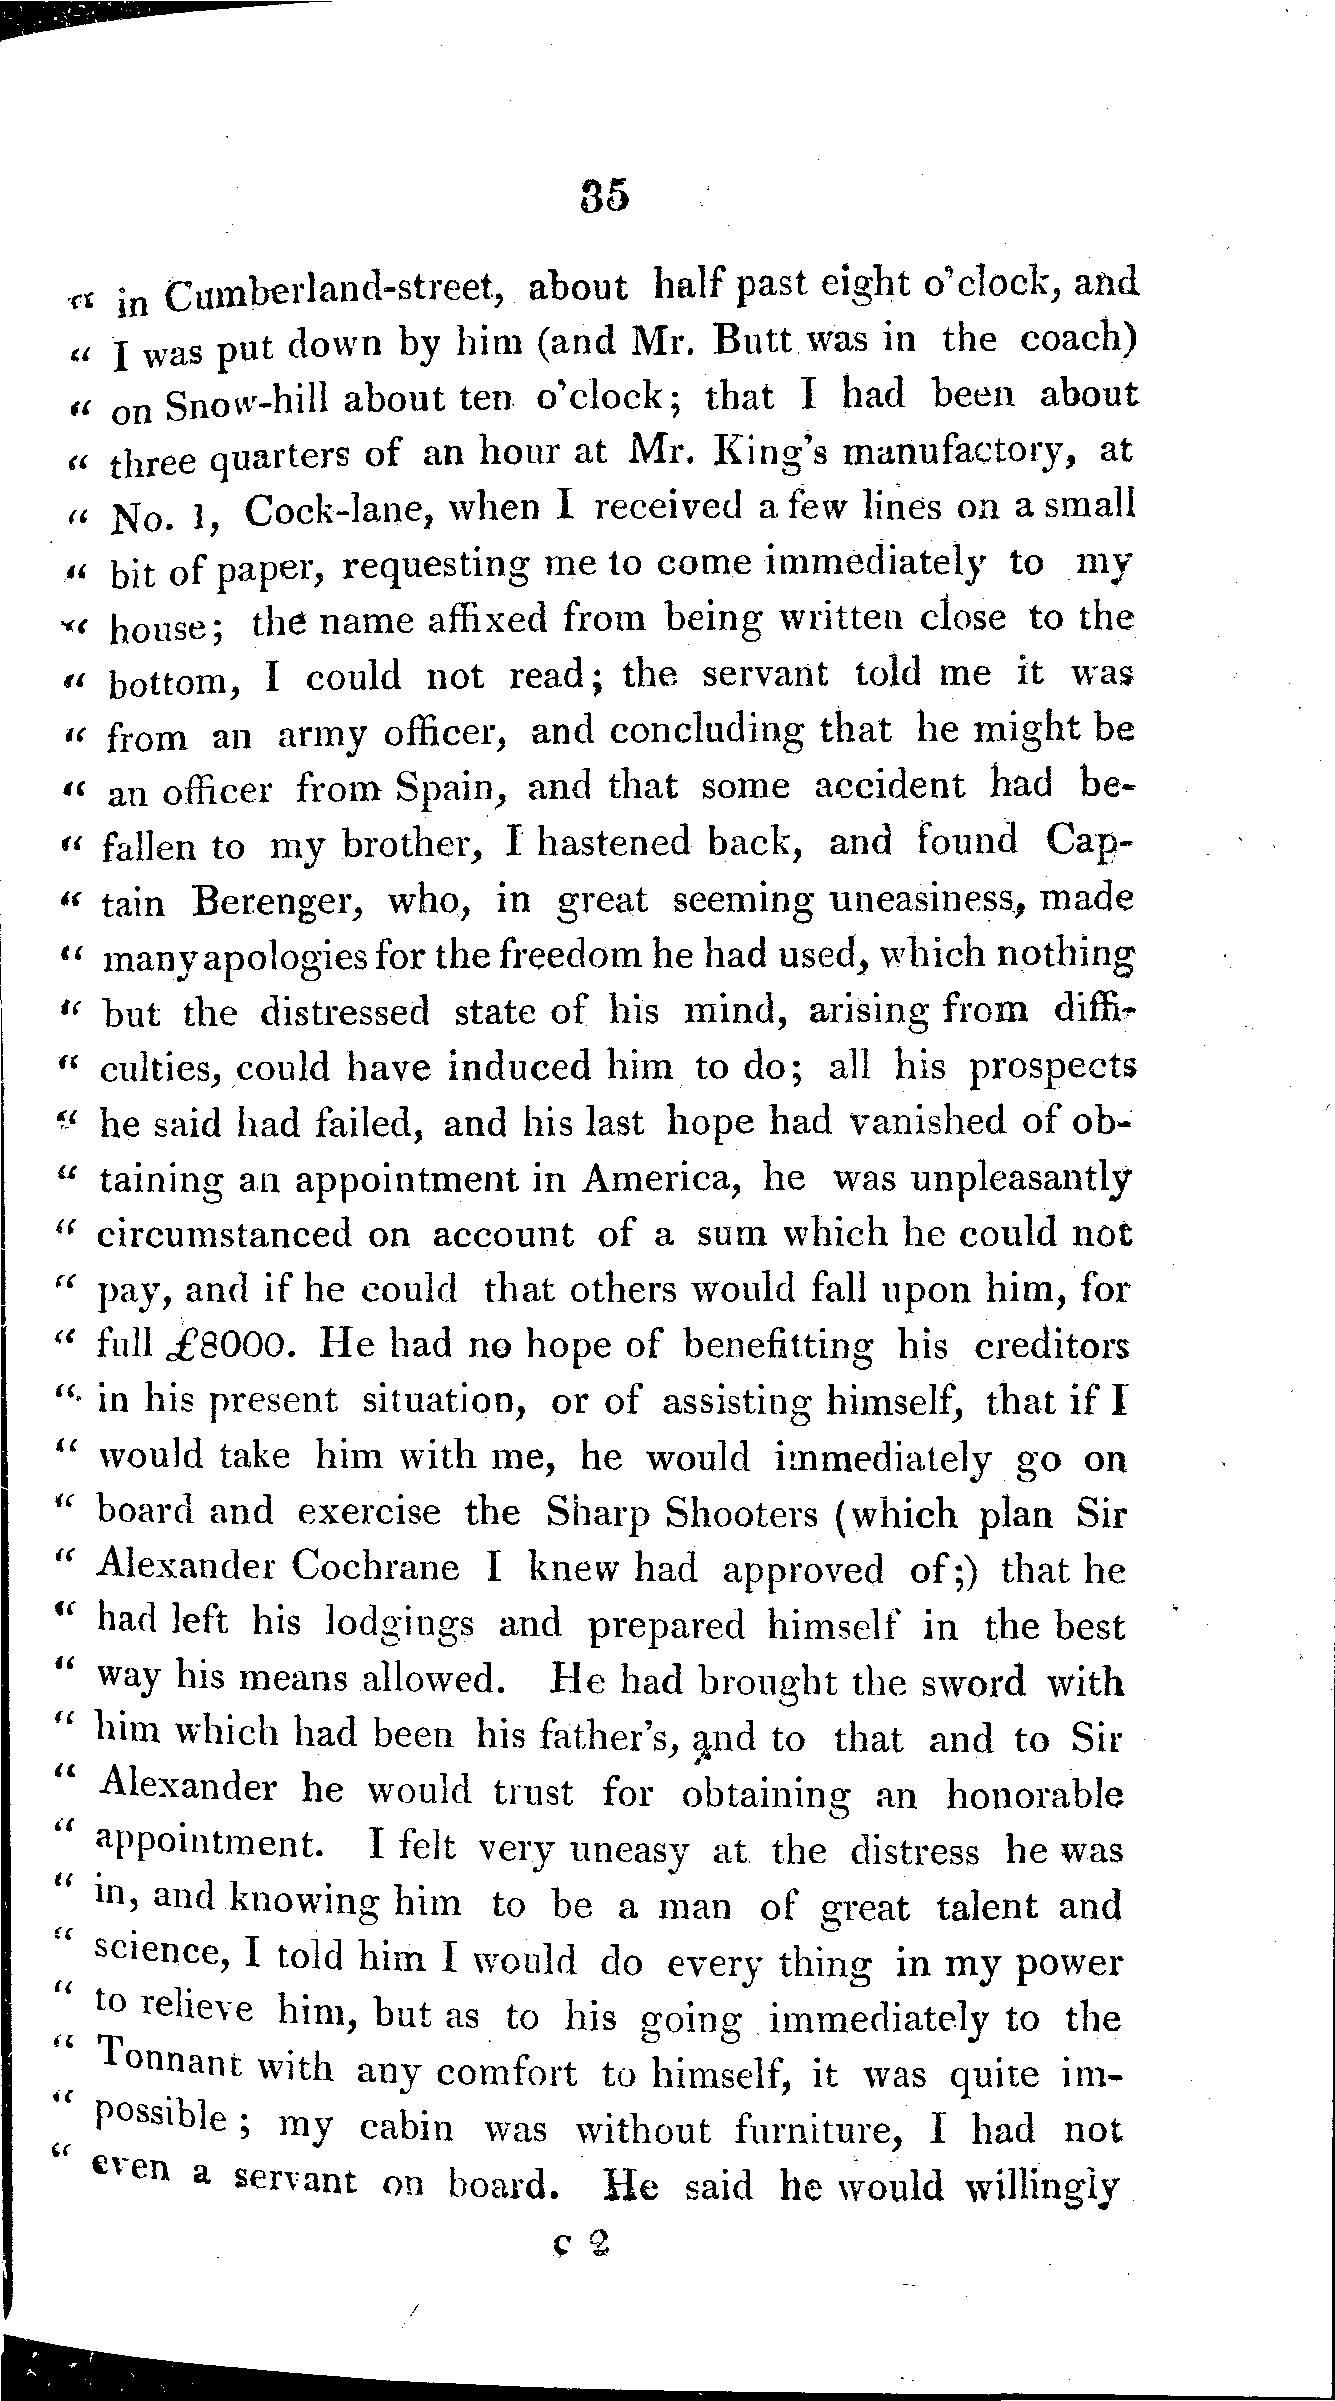 35
“ in Cumberland-street, about half past eight o'clock, and
“ I was put down by him (and Mr. Butt was in the coach)
“ on Snow-hill about ten o'clock; that I had been about
“ three quarters of an hour at Mr. King's manufactory, at
“ No. 1, Cock-lane, when I received a few lines on a small
“ bit of paper, requesting me to come immediately to my
“ house; the name affixed from being written close to the
“ bottom, I could not read; the servant told me it was
“ from an army officer, and concluding that he might be
“ an officer from Spain, and that some accident had be-
“ fallen to my brother, I hastened back, and found Cap-
“ tain Berenger, who, in great seeming uneasiness, made
“ many apologies for the freedom he had used, which nothing
“ but the distressed state of his mind, arising from diffi-
“ culties, could have induced him to do; all his prospects
“ he said had failed, and his last hope had vanished of ob-
“ taining an appointment in America, he was unpleasantly
“ circumstanced on account of a sum which he could not
“ pay, and if he could that others would fall upon him, for
“ full £8000. He had no hope of benefitting his creditors
“ in his present situation, or of assisting himself, that if I
“ would take him with me, he would immediately go on
“ board and exercise the Sharp Shooters (which plan Sir
“ Alexander Cochrane I knew had approved of;) that he
“ had left his lodgings and prepared himself in the best
“ way his means allowed. He had brought the sword with
“ him which had been his father's, and to that and to Sir
“ Alexander he would trust for obtaining an honorable
“ appointment. I felt very uneasy at the distress he was
“ in, and knowing him to be a man of great talent and
“ science, I told him I would do every thing in my power
“ to relieve him, but as to his going immediately to the
“ Tonnant with any comfort to himself, it was quite im-
“ possible; my cabin was without furniture, I had not
“ even a servant on board. He said he would willingly
C 2